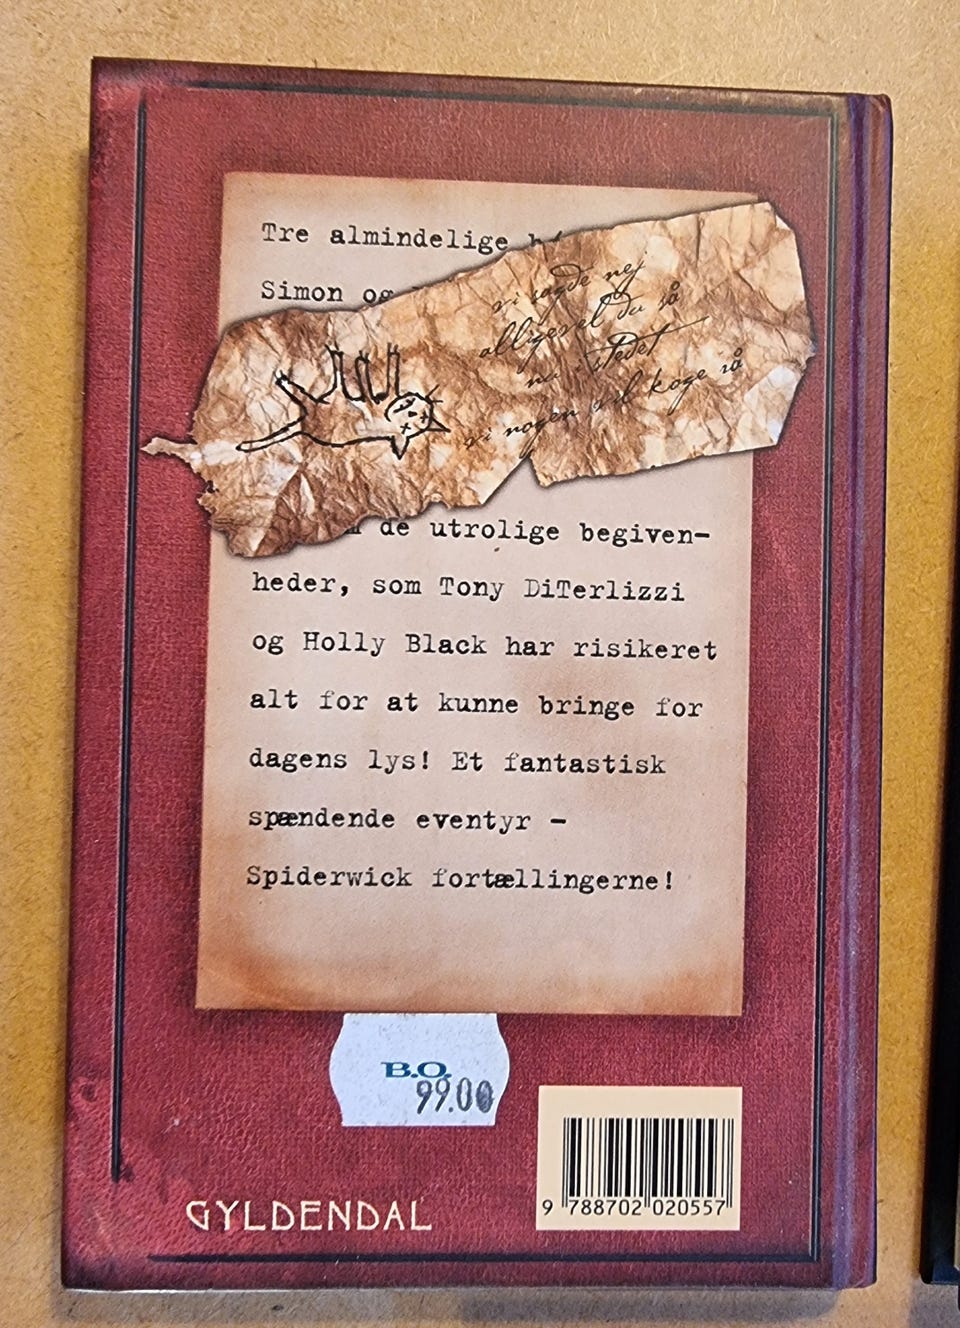 Tre almindelige
Simon og
vi sagde nej
alligevel du så
nu i stedet
vi nogen vil koge så
de utrolige begiven-
heder, som Tony DiTerlizzi
og Holly Black har risikeret
alt for at kunne bringe for
dagens lys! Et fantastisk
spændende eventyr –
Spiderwick fortællingerne!
B.O.
99.00
GYLDENDAL
9 788702 020557